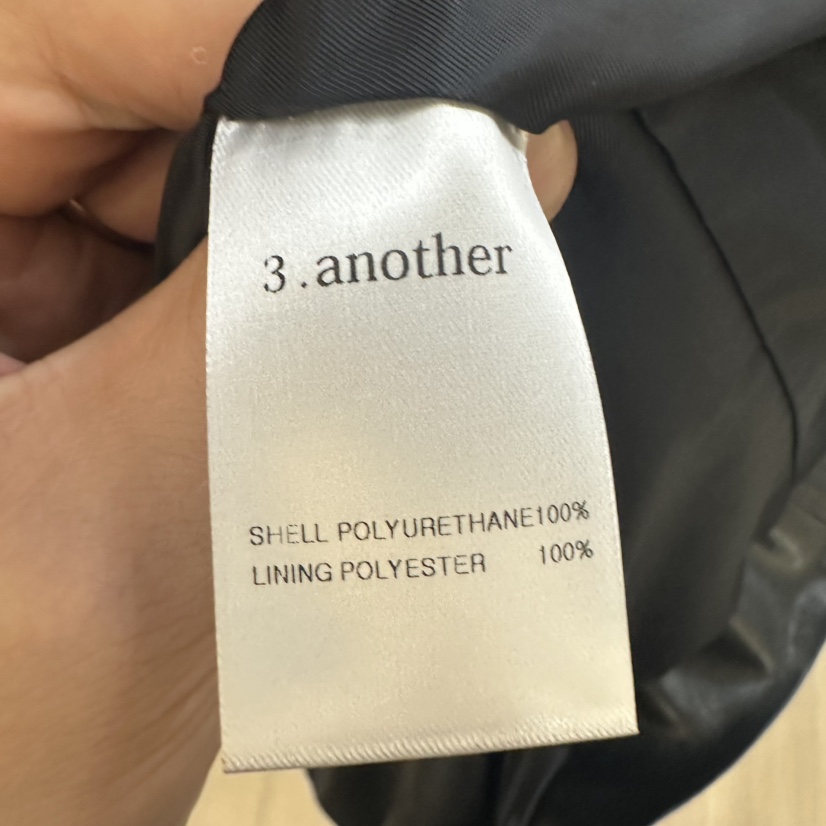 3.another
SHELL POLYURETHANE100%
LINING POLYESTER 100%